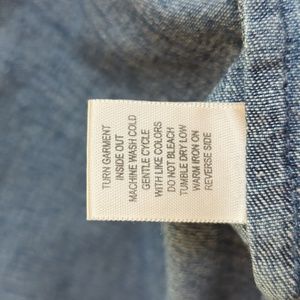 TURN GARMENT
INSIDE OUT
MACHINE WASH COLD
GENTLE CYCLE
WITH LIKE COLORS
DO NOT BLEACH
TUMBLE DRY LOW
WARM IRON ON
REVERSE SIDE